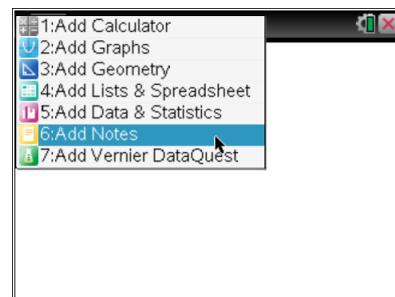 1:Add Calculator
2:Add Graphs
3:Add Geometry
4:Add Lists & Spreadsheet
5:Add Data & Statistics
6:Add Notes
7:Add Vernier DataQuest